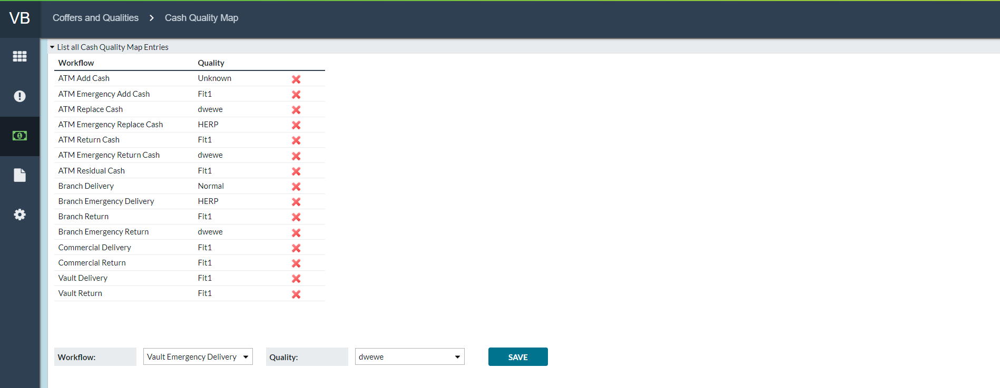 VB
Coffers and Qualities > Cash Quality Map
List all Cash Quality Map Entries
Workflow Quality
ATM Add Cash Unknown
ATM Emergency Add Cash Fit1
ATM Replace Cash dwewe
ATM Emergency Replace Cash HERP
ATM Return Cash Fit1
ATM Emergency Return Cash dwewe
ATM Residual Cash Fit1
Branch Delivery Normal
Branch Emergency Delivery HERP
Branch Return Fit1
Branch Emergency Return dwewe
Commercial Delivery Fit1
Commercial Return Fit1
Vault Delivery Fit1
Vault Return Fit1
Workflow: Vault Emergency Delivery Quality: dwewe SAVE